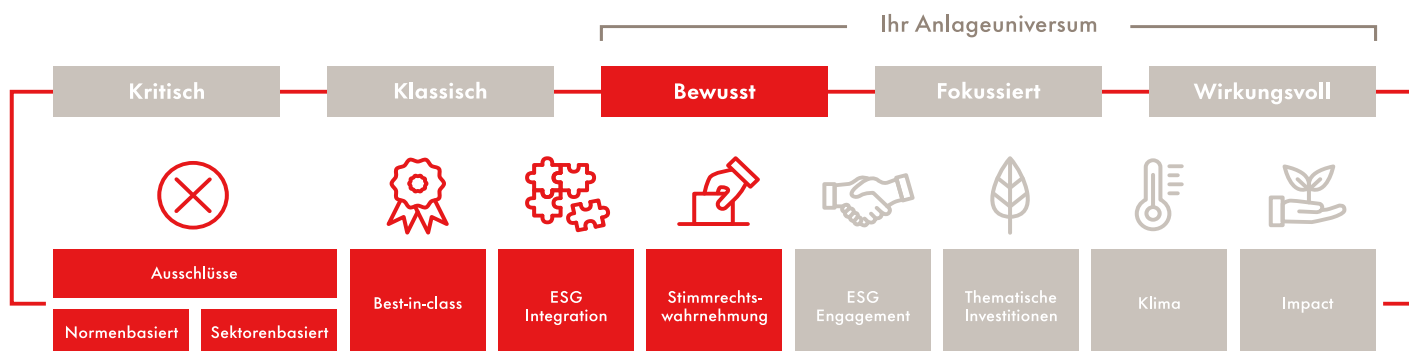 Ihr Anlageuniversum
Kritisch
Klassisch
Bewusst
Fokussiert
Wirkungsvoll
Ausschlüsse
Normenbasiert
Sektorenbasiert
Best-in-class
ESG
Integration
Stimmrechts-
wahrnehmung
ESG
Engagement
Thematische
Investitionen
Klima
Impact